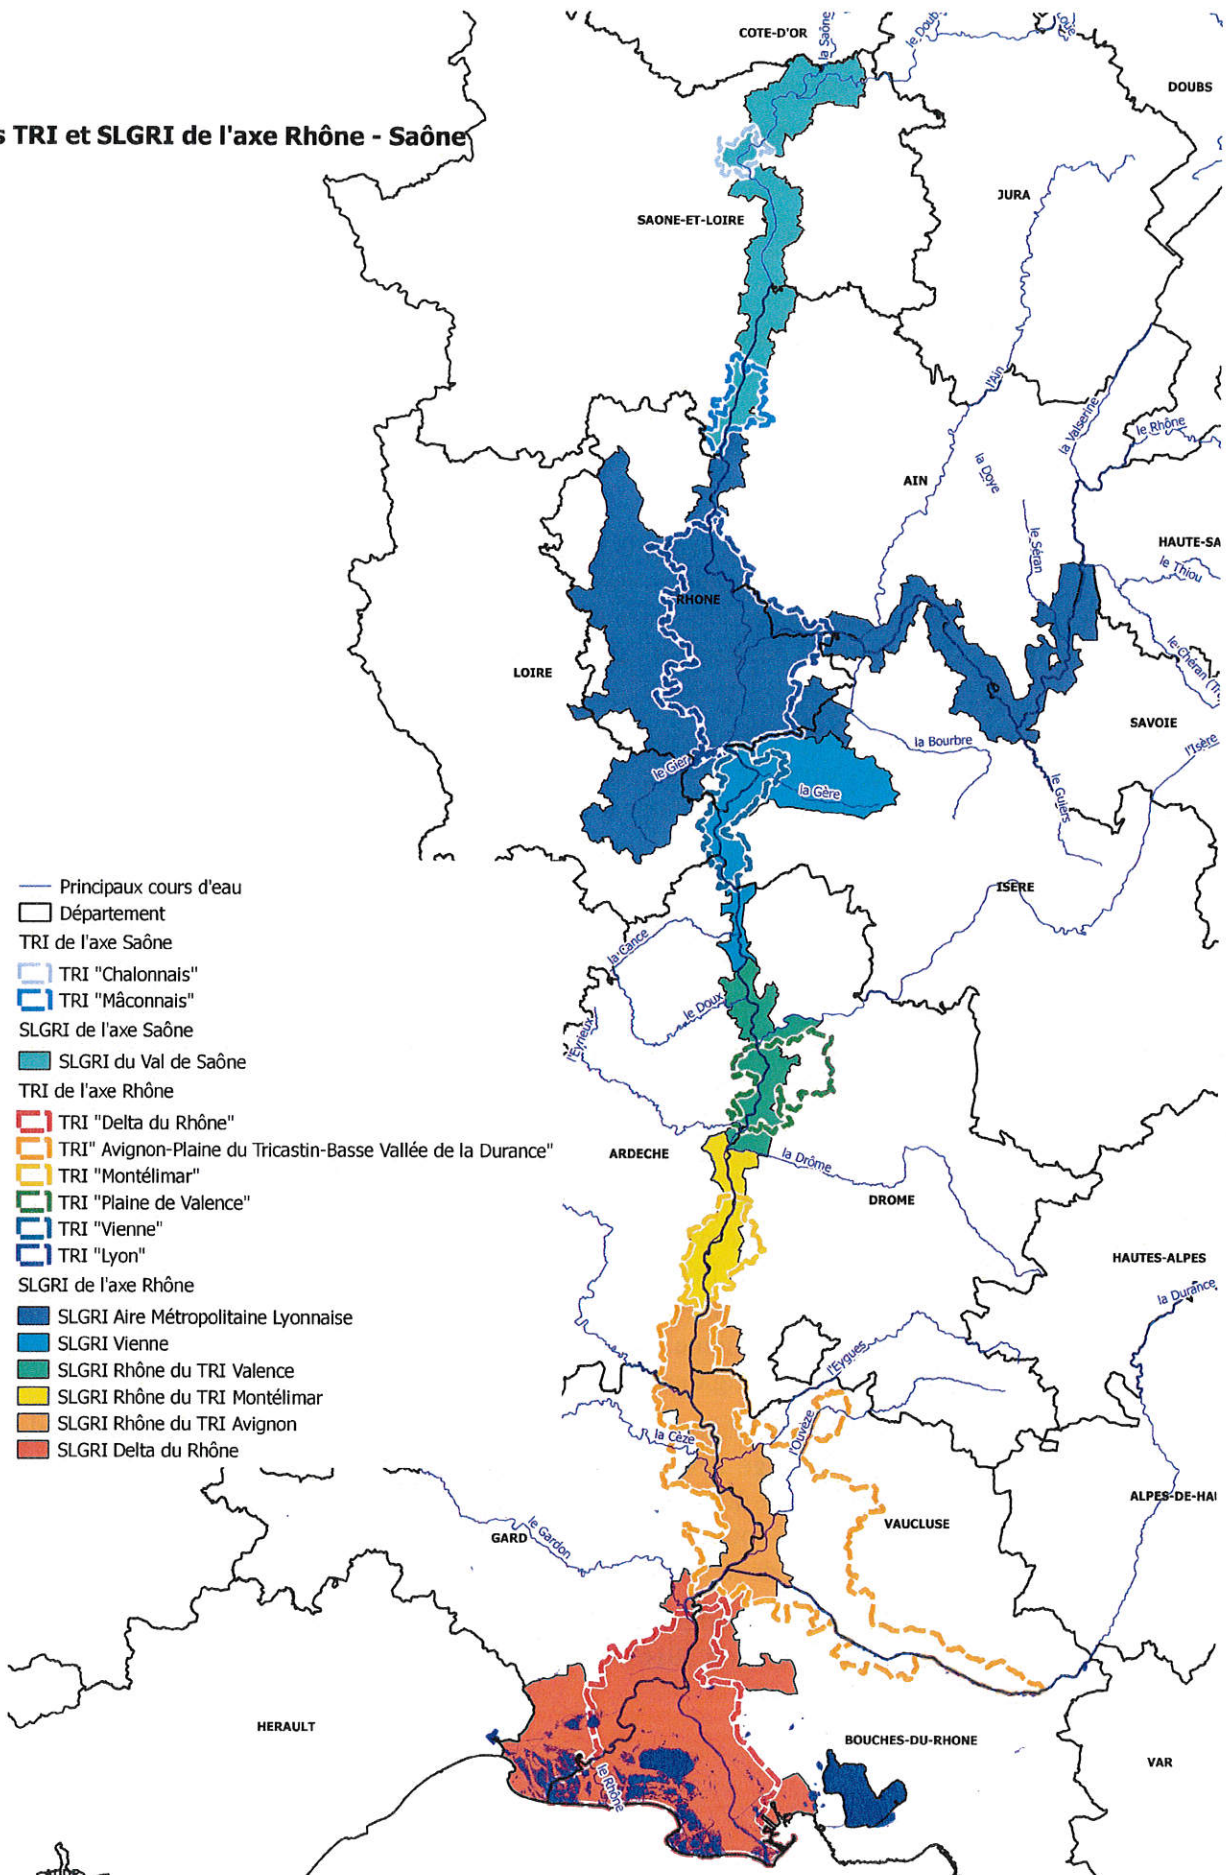 COTE-D'OR
la Saône
le Doub
DOUBS
s TRI et SLGRI de l'axe Rhône - Saône
JURA
SAONE-ET-LOIRE
l'Ain
la Valserine
le Rhône
la Doye
AIN
le Séran
HAUTE-SA
le Thiou
RHONE
le Chéran (Tr
LOIRE
SAVOIE
l'Isère
la Bourbre
le Gier
la Gère
le Guiers
Principaux cours d'eau
ISERE
Département
TRI de l'axe Saône
la Cance
TRI "Chalonnais"
TRI "Mâconnais"
le Doux
SLGRI de l'axe Saône
l'Eyrieux
SLGRI du Val de Saône
TRI de l'axe Rhône
TRI "Delta du Rhône"
TRI" Avignon-Plaine du Tricastin-Basse Vallée de la Durance"
ARDECHE
la Drôme
TRI "Montélimar"
TRI "Plaine de Valence"
DROME
TRI "Vienne"
TRI "Lyon"
HAUTES-ALPES
SLGRI de l'axe Rhône
la Durance
SLGRI Aire Métropolitaine Lyonnaise
SLGRI Vienne
SLGRI Rhône du TRI Valence
l'Eygues
SLGRI Rhône du TRI Montélimar
SLGRI Rhône du TRI Avignon
la Cèze
l'Ouvèze
SLGRI Delta du Rhône
ALPES-DE-HAU
VAUCLUSE
le Gardon
GARD
HERAULT
BOUCHES-DU-RHONE
VAR
le Rhône